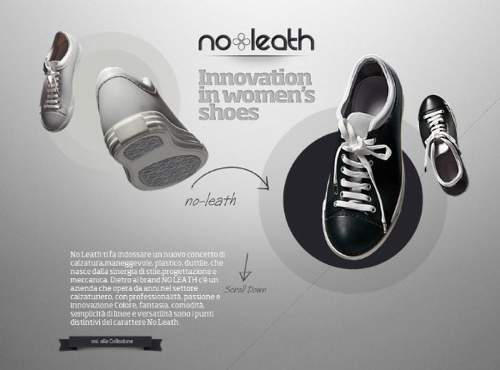 no leath
Innovation
in women's
shoes
no-leath
Scroll Down
No Leath ti fa indossare un nuovo concetto di
calzatura,maneggevole, plastico, duttile, che
nasce dalla sinergia di stile,progettazione e
meccanica. Dietro al brand NO LEATH c'è un
azienda che opera da anni nel settore
calzaturiero, con professionalità, passione e
innovazione Colore, fantasia, comodità,
semplicità di linee e versatilità sono i punti
distintivi del carattere No Leath
vai alla Collezione